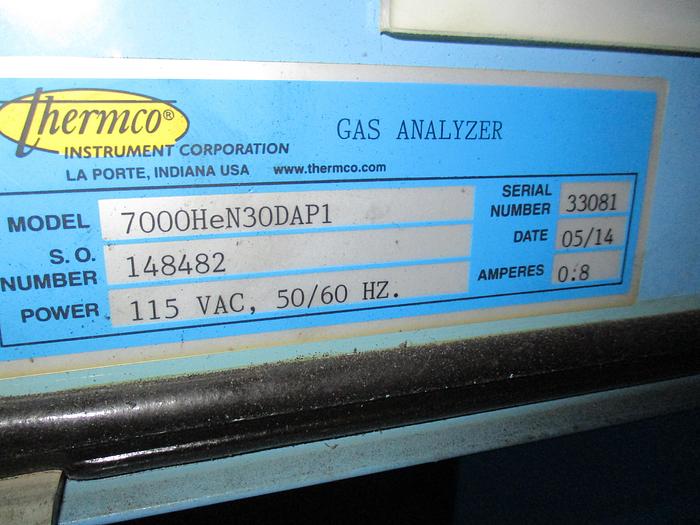 Thermco®
INSTRUMENT CORPORATION
LA PORTE, INDIANA USA www.thermco.com
GAS ANALYZER
MODEL 7000HeN30DAP1
S. O. NUMBER 148482
POWER 115 VAC, 50/60 HZ.
SERIAL NUMBER 33081
DATE 05/14
AMPERES 0.8